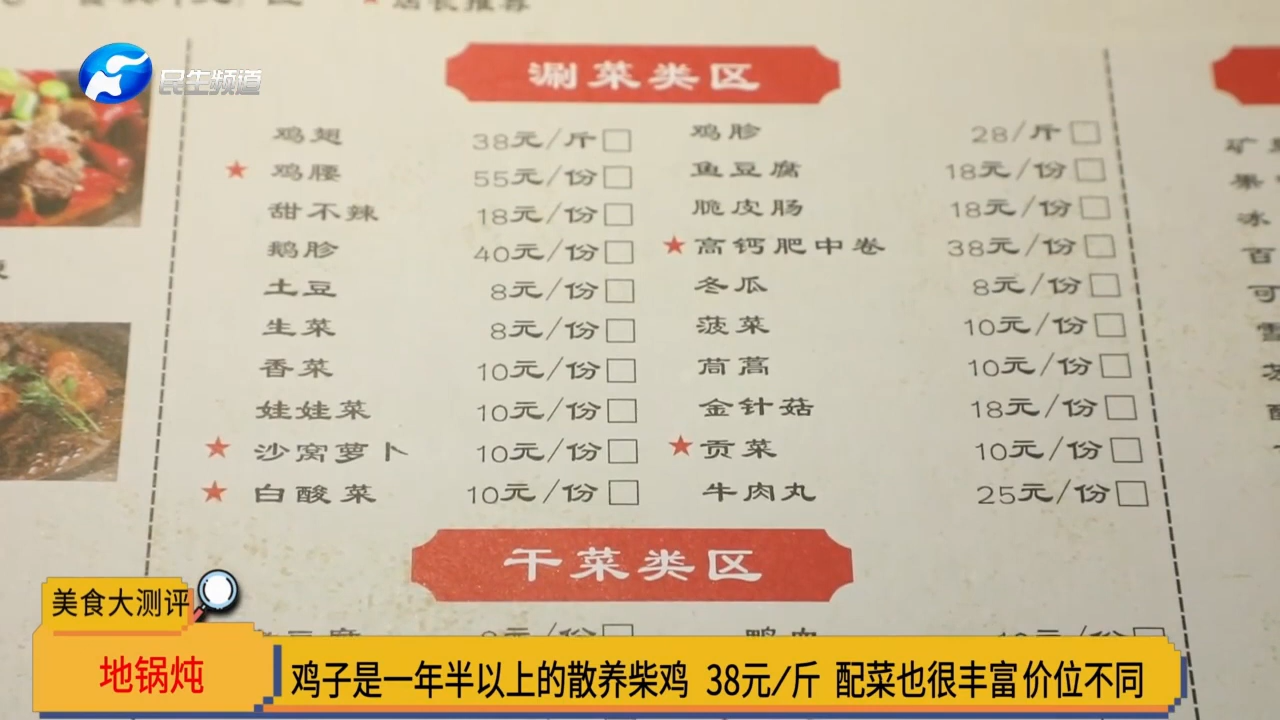 店长推荐
民生频道
涮菜类区
鸡翅 38元/斤 鸡胗 28/斤
★ 鸡腰 55元/份 鱼豆腐 18元/份
甜不辣 18元/份 脆皮肠 18元/份
鹅胗 40元/份 ★ 高钙肥牛卷 38元/份
土豆 8元/份 冬瓜 8元/份
生菜 8元/份 菠菜 10元/份
香菜 10元/份 茼蒿 10元/份
娃娃菜 10元/份 金针菇 18元/份
★ 沙窝萝卜 10元/份 ★ 贡菜 10元/份
★ 白酸菜 10元/份 牛肉丸 25元/份
干菜类区
鸭血
美食大测评
地锅炖
鸡子是一年半以上的散养柴鸡 38元/斤 配菜也很丰富价位不同